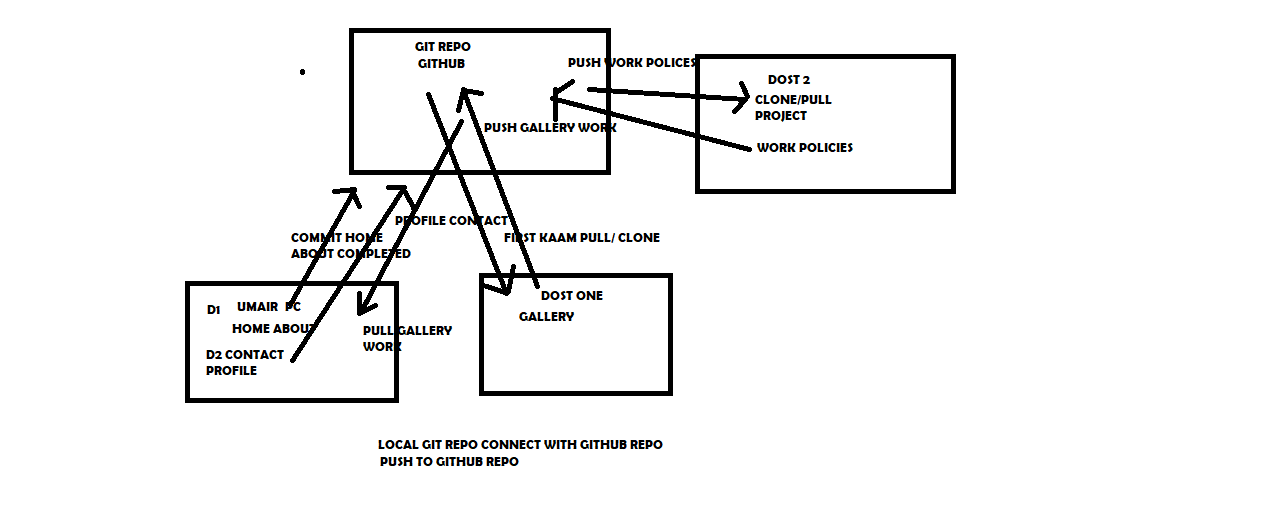 GIT REPO
GITHUB
PUSH WORK POLICES
DOST 2
CLONE/PULL
PROJECT
PUSH GALLERY WORK
WORK POLICIES
PROFILE CONTACT
COMMIT HOME
ABOUT COMPLETED
FIRST KAAM PULL/ CLONE
D1 UMAIR PC
HOME ABOUT
D2 CONTACT
PROFILE
PULL GALLERY
WORK
DOST ONE
GALLERY
LOCAL GIT REPO CONNECT WITH GITHUB REPO
PUSH TO GITHUB REPO